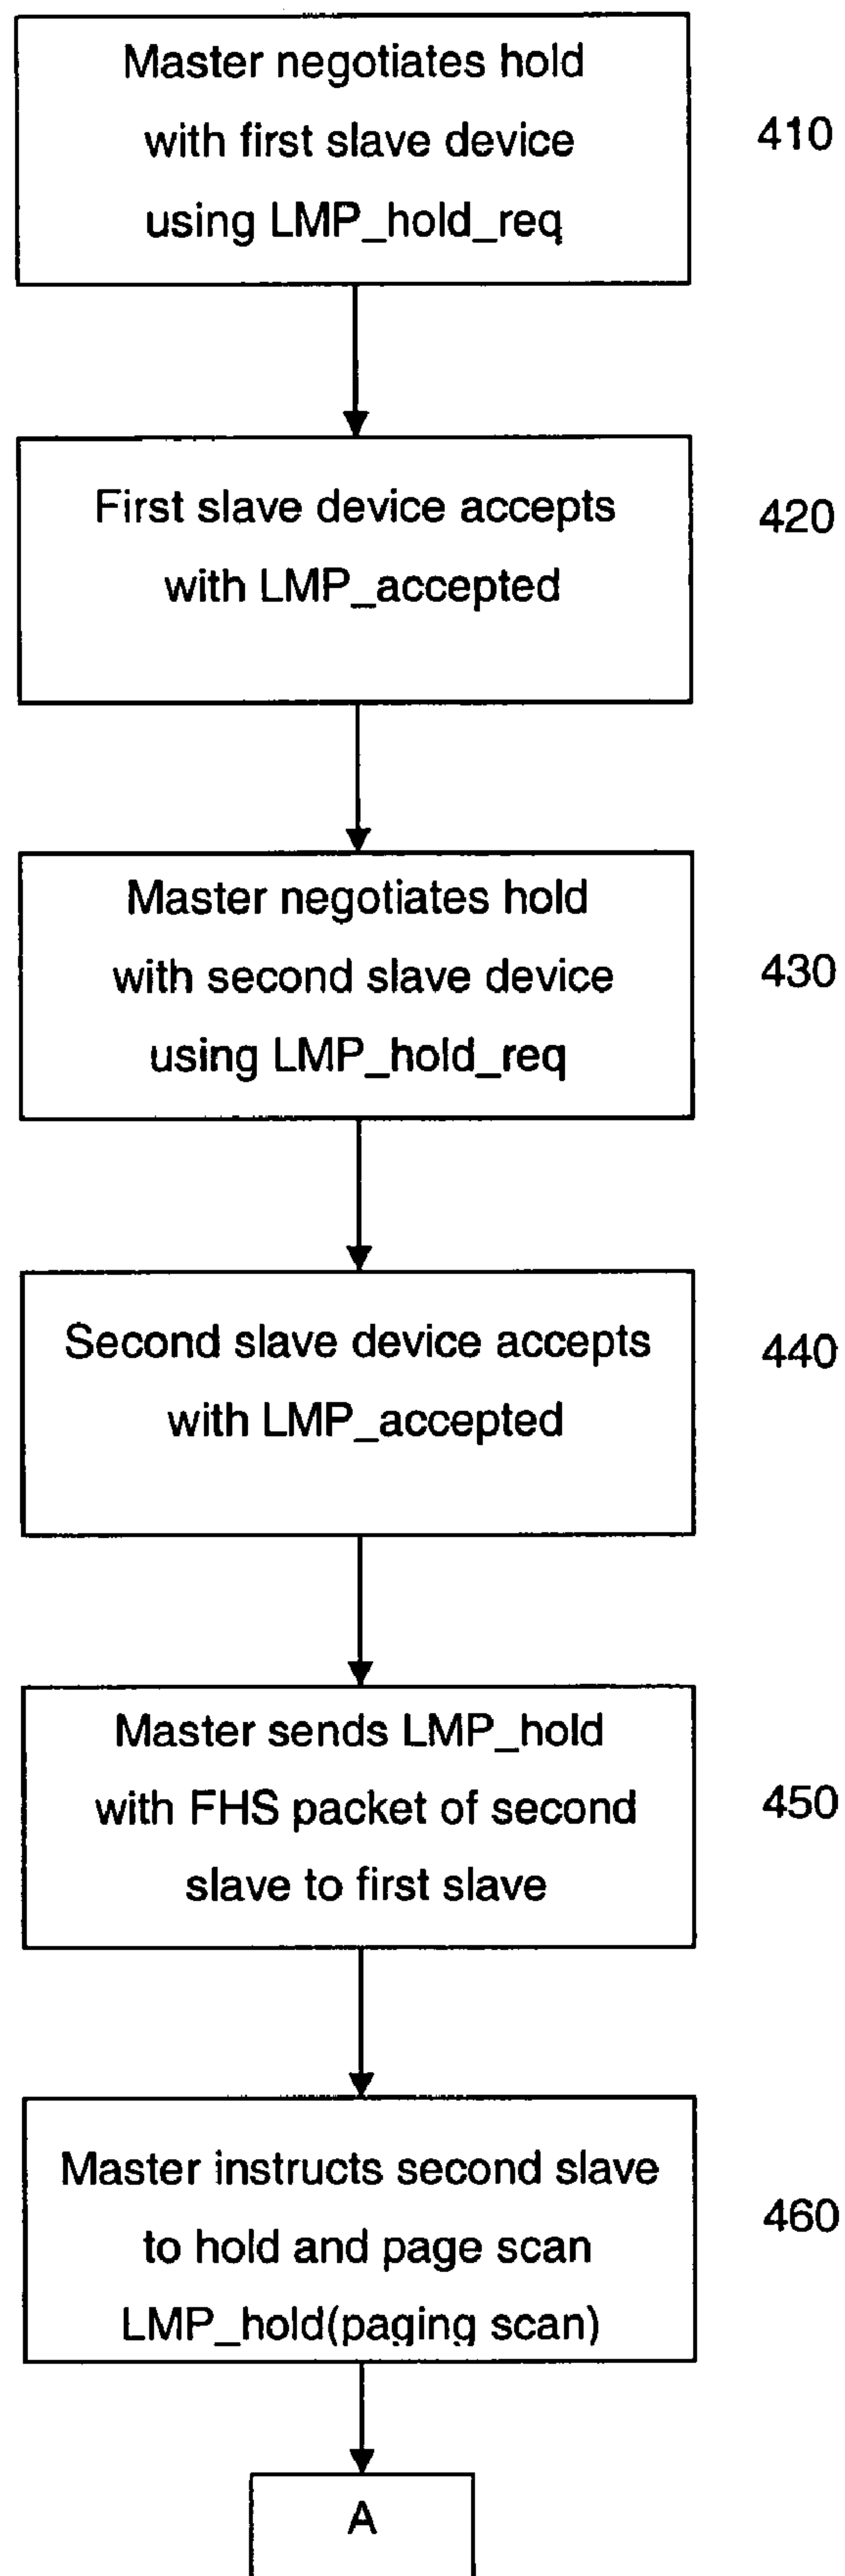 Master negotiates hold
with first slave device
using LMP_hold_req
410
First slave device accepts
with LMP_accepted
420
Master negotiates hold
with second slave device
using LMP_hold_req
430
Second slave device accepts
with LMP_accepted
440
Master sends LMP_hold
with FHS packet of second
slave to first slave
450
Master instructs second slave
to hold and page scan
LMP_hold(paging scan)
460
A